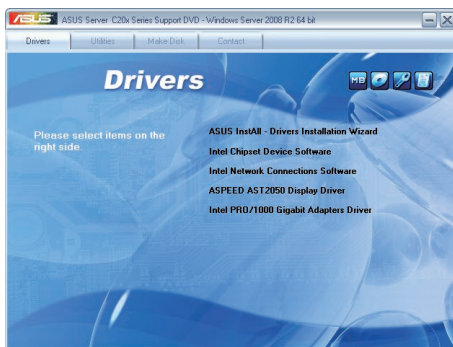 ASUS ASUS Server C20x Series Support DVD - Windows Server 2008 R2 64 bit
Drivers Utilities Make Disk Contact
Drivers
MB
Please select items on the
right side.
ASUS InstAll - Drivers Installation Wizard
Intel Chipset Device Software
Intel Network Connections Software
ASPEED AST2050 Display Driver
Intel PRO/1000 Gigabit Adapters Driver